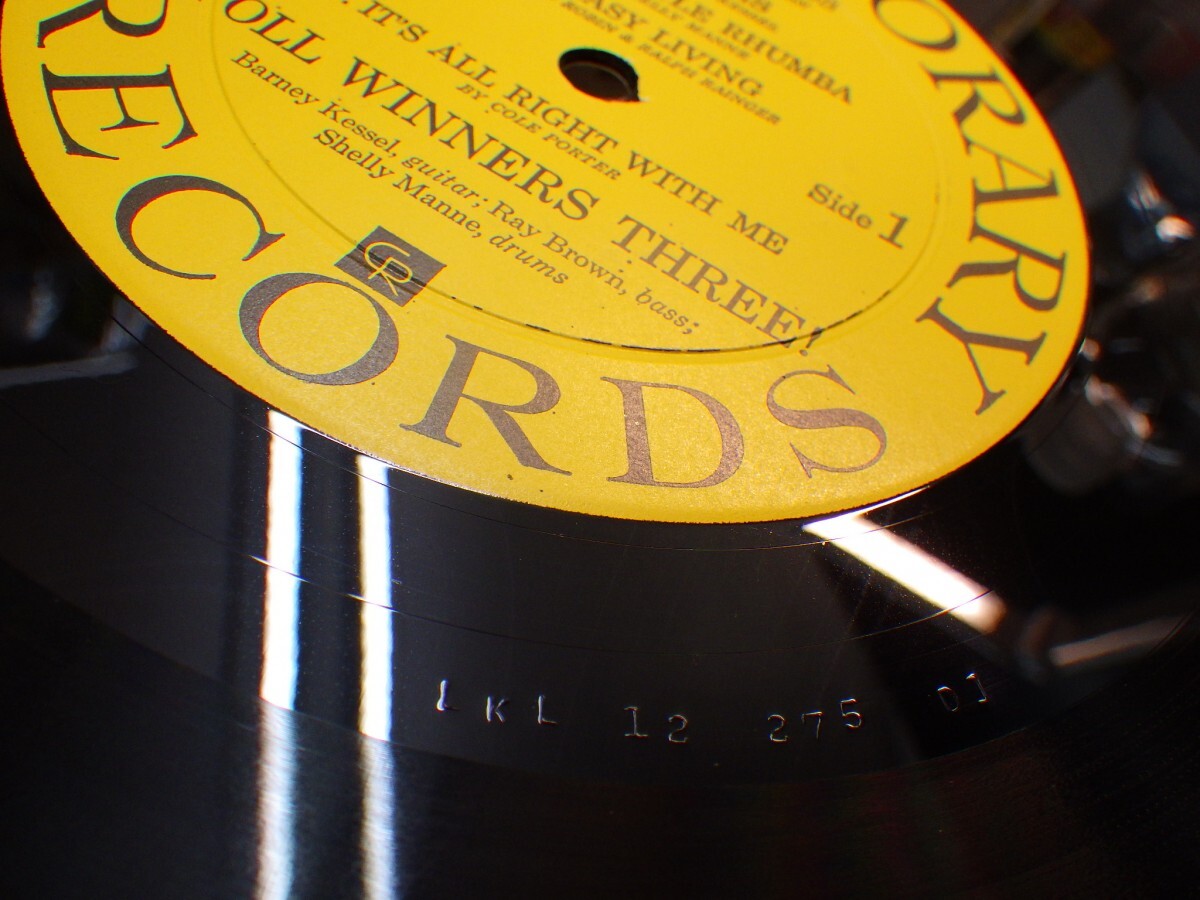 LE RHUMBA
EASY LIVING
ROBIN & RALPH RAINGER
IT'S ALL RIGHT WITH ME
BY COLE PORTER
Side 1
OLL WINNERS THREE!
Barney Kessel, guitar; Ray Brown, bass;
Shelly Manne, drums
CR
ORARY
RECORDS
LKL 12 275 D1